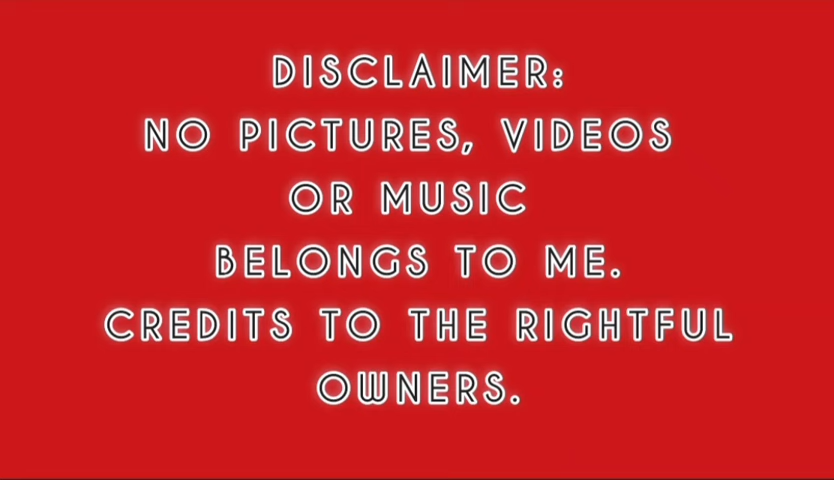 DISCLAIMER:
NO PICTURES, VIDEOS
OR MUSIC
BELONGS TO ME.
CREDITS TO THE RIGHTFUL
OWNERS.